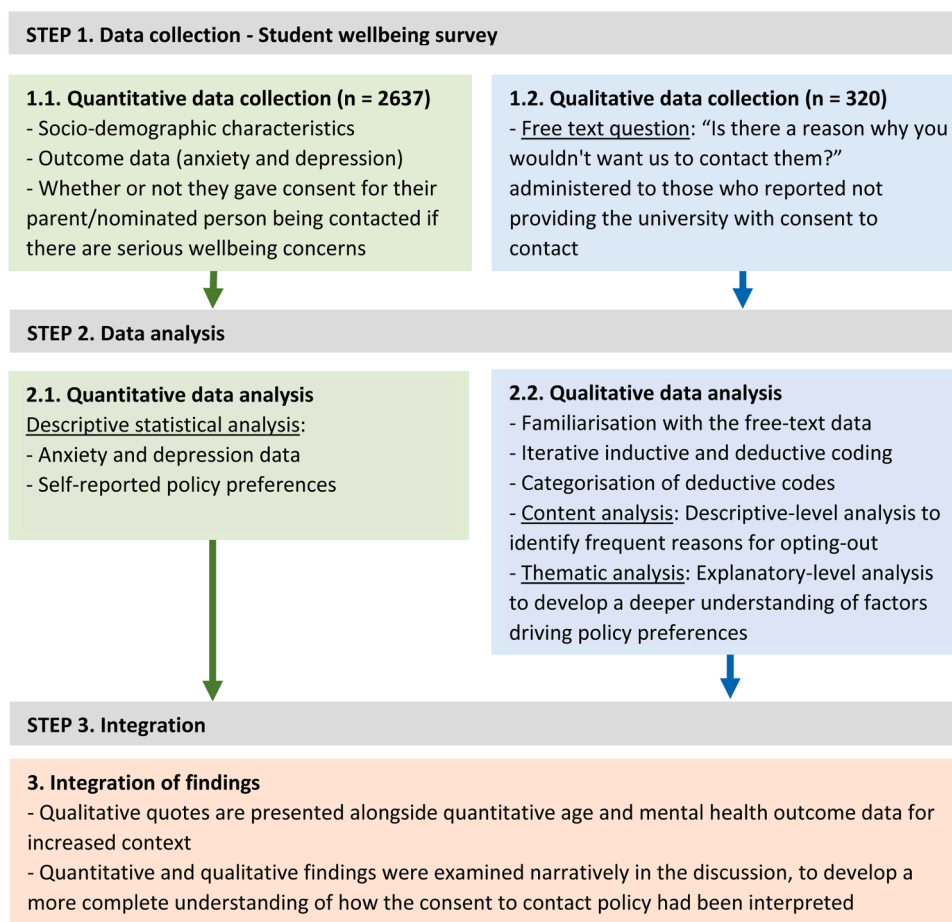 STEP 1. Data collection - Student wellbeing survey
1.1. Quantitative data collection (n = 2637)
- Socio-demographic characteristics
- Outcome data (anxiety and depression)
- Whether or not they gave consent for their
parent/nominated person being contacted if
there are serious wellbeing concerns
1.2. Qualitative data collection (n = 320)
- Free text question: “Is there a reason why you
wouldn't want us to contact them?”
administered to those who reported not
providing the university with consent to
contact
STEP 2. Data analysis
2.1. Quantitative data analysis
Descriptive statistical analysis:
- Anxiety and depression data
- Self-reported policy preferences
2.2. Qualitative data analysis
- Familiarisation with the free-text data
- Iterative inductive and deductive coding
- Categorisation of deductive codes
- Content analysis: Descriptive-level analysis to
identify frequent reasons for opting-out
- Thematic analysis: Explanatory-level analysis
to develop a deeper understanding of factors
driving policy preferences
STEP 3. Integration
3. Integration of findings
- Qualitative quotes are presented alongside quantitative age and mental health outcome data for
increased context
- Quantitative and qualitative findings were examined narratively in the discussion, to develop a
more complete understanding of how the consent to contact policy had been interpreted